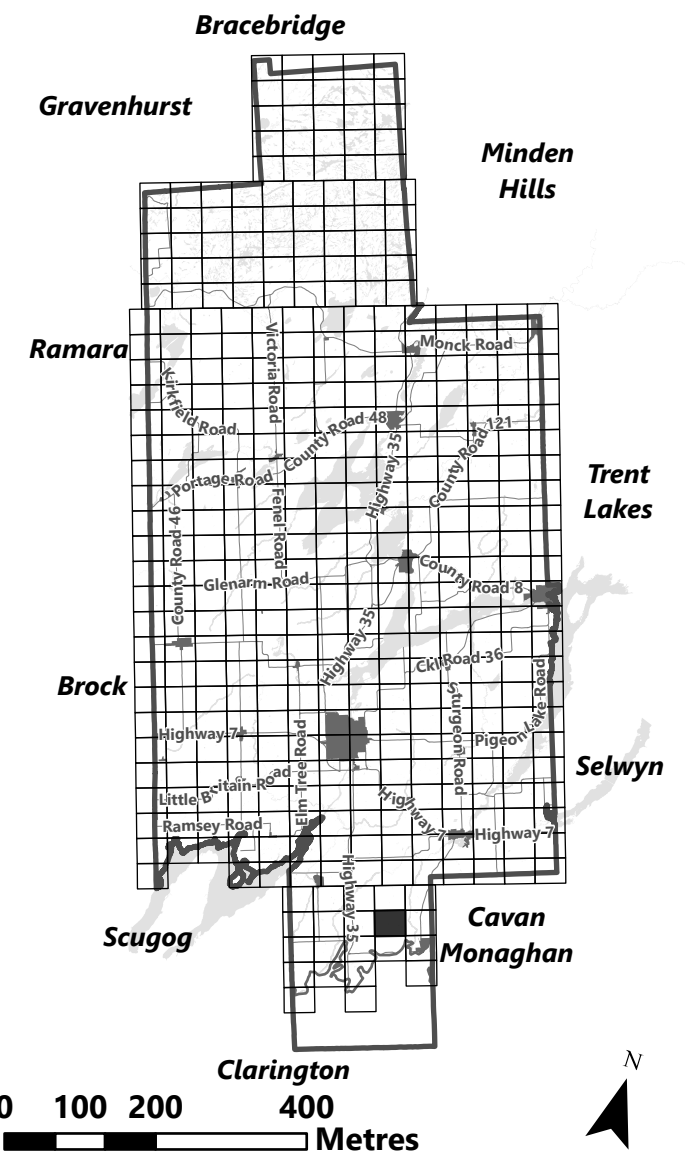 Bracebridge
Gravenhurst
Minden
Hills
Ramara
Victoria Road
Monck Road
Kirkfield Road
County Road 48
County Road 121
Highway 35
Portage Road
Trent
Lakes
Fenel Road
County Road 46
County Road 8
Glenarm Road
Highway 35
Ckl Road 36
Brock
Sturgeon Road
Pigeon Lake Road
Elm Tree Road
Highway 7
Selwyn
Little Britain Road
Highway 7
Ramsey Road
Highway 7
Highway 35
Cavan
Monaghan
Scugog
Clarington
N
0 100 200 400
Metres